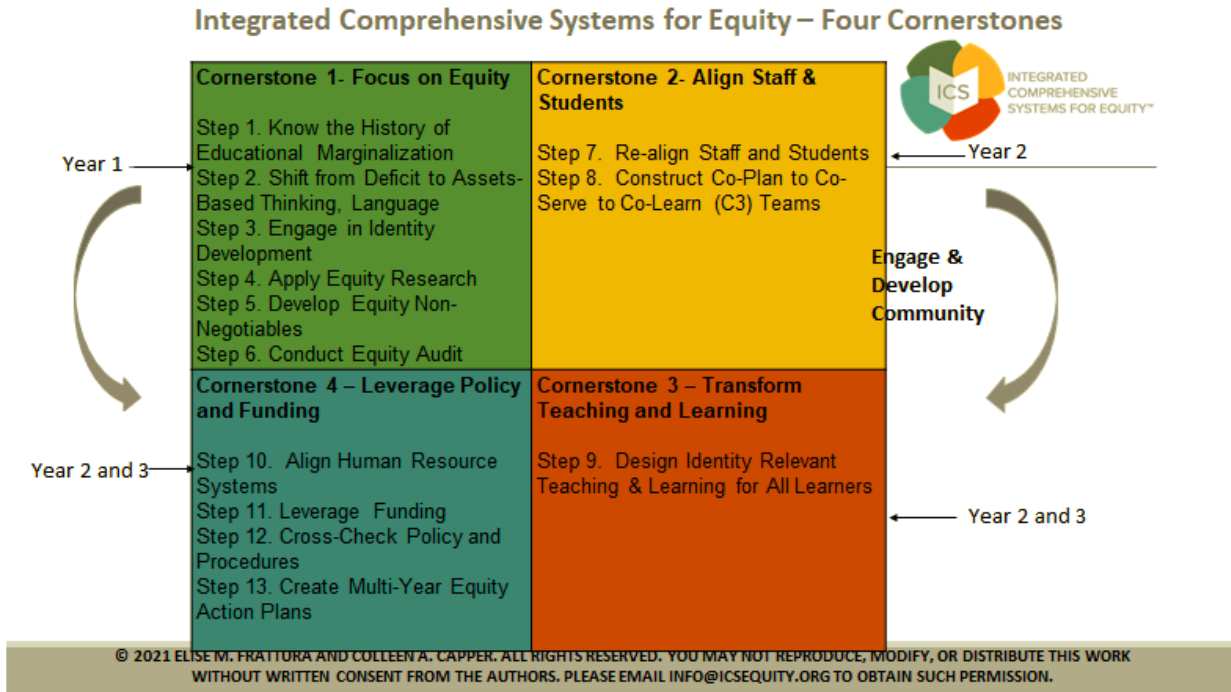 Integrated Comprehensive Systems for Equity – Four Cornerstones
Cornerstone 1- Focus on Equity
Step 1. Know the History of
Educational Marginalization
Step 2. Shift from Deficit to Assets-
Based Thinking, Language
Step 3. Engage in Identity
Development
Step 4. Apply Equity Research
Step 5. Develop Equity Non-
Negotiables
Step 6. Conduct Equity Audit
Cornerstone 2- Align Staff &
Students
Step 7. Re-align Staff and Students
Step 8. Construct Co-Plan to Co-
Serve to Co-Learn (C3) Teams
ICS
INTEGRATED
COMPREHENSIVE
SYSTEMS FOR EQUITY™
Year 1
Year 2
Engage &
Develop
Community
Cornerstone 4 – Leverage Policy
and Funding
Step 10. Align Human Resource
Systems
Step 11. Leverage Funding
Step 12. Cross-Check Policy and
Procedures
Step 13. Create Multi-Year Equity
Action Plans
Cornerstone 3 – Transform
Teaching and Learning
Step 9. Design Identity Relevant
Teaching & Learning for All Learners
Year 2 and 3
Year 2 and 3
© 2021 ELISE M. FRATTURA AND COLLEEN A. CAPPER. ALL RIGHTS RESERVED. YOU MAY NOT REPRODUCE, MODIFY, OR DISTRIBUTE THIS WORK
WITHOUT WRITTEN CONSENT FROM THE AUTHORS. PLEASE EMAIL INFO@ICSEQUITY.ORG TO OBTAIN SUCH PERMISSION.